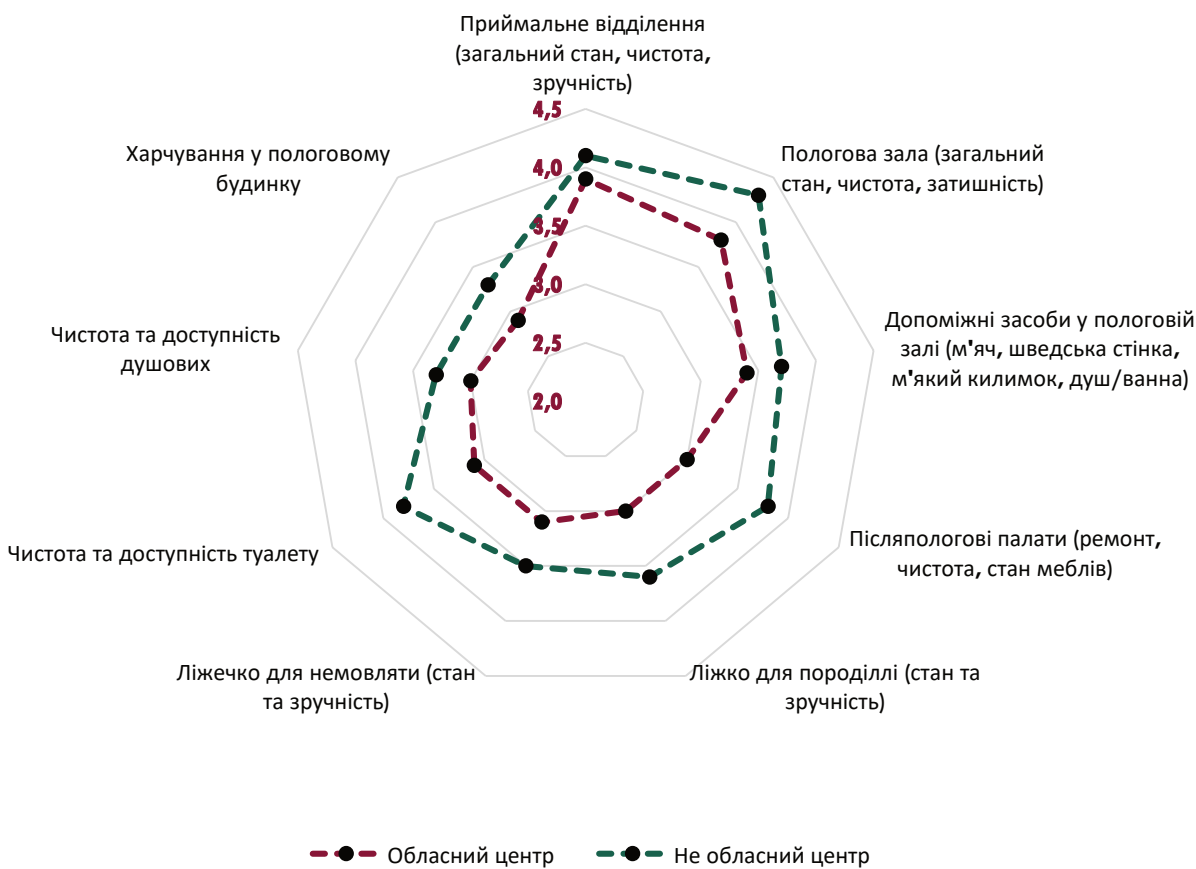 Приймальне відділення
(загальний стан, чистота,
зручність)
4,5
Харчування у пологовому
будинку
Пологова зала (загальний
стан, чистота, затишність)
4,0
3,5
3,0
2,5
2,0
Чистота та доступність
душових
Допоміжні засоби у пологовій
залі (м'яч, шведська стінка,
м'який килимок, душ/ванна)
Чистота та доступність туалету
Післяпологові палати (ремонт,
чистота, стан меблів)
Ліжечко для немовляти (стан
та зручність)
Ліжко для породіллі (стан та
зручність)
Обласний центр
Не обласний центр